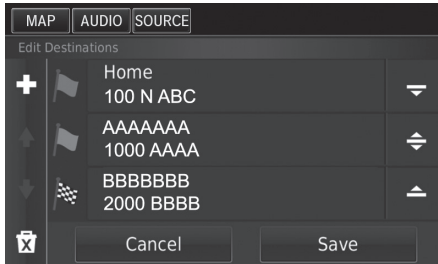 MAP AUDIO SOURCE
Edit Destinations
Home
100 N ABC
AAAAAAA
1000 AAAA
BBBBBBB
2000 BBBB
Cancel Save